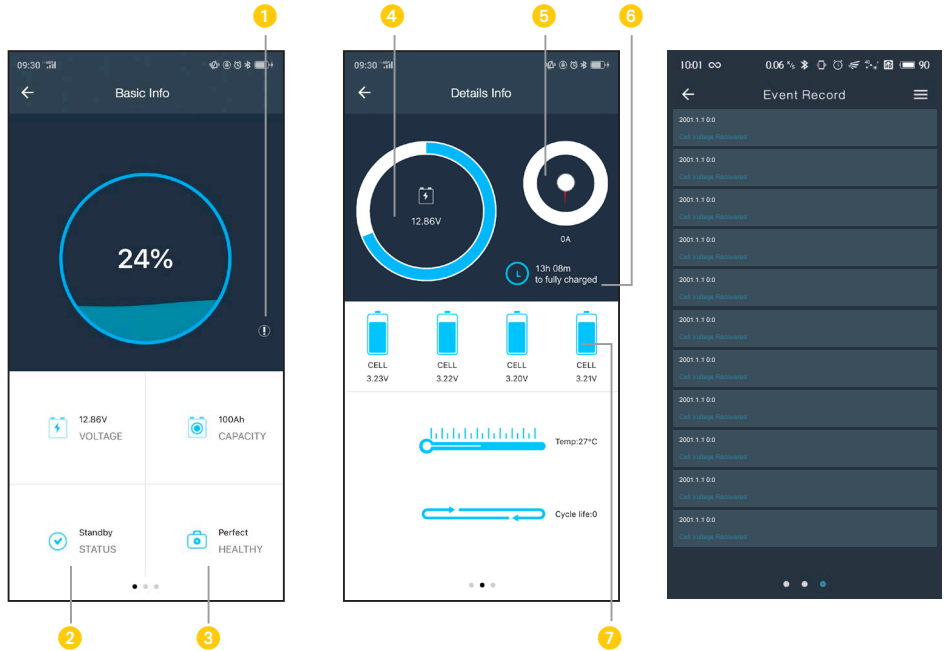 1
4
5
6
09:30
Basic Info
24%
12.86V
VOLTAGE
100Ah
CAPACITY
Standby
STATUS
Perfect
HEALTHY
2
3
09:30
Details Info
12.86V
0A
13h 08m
to fully charged
CELL
3.23V
CELL
3.22V
CELL
3.20V
CELL
3.21V
Temp:27°C
Cycle life:0
7
10:01
0.06 K/s
90
Event Record
2001.1.1 0:0
Cell Voltage Recovered
2001.1.1 0:0
Cell Voltage Recovered
2001.1.1 0:0
Cell Voltage Recovered
2001.1.1 0:0
Cell Voltage Recovered
2001.1.1 0:0
Cell Voltage Recovered
2001.1.1 0:0
Cell Voltage Recovered
2001.1.1 0:0
Cell Voltage Recovered
2001.1.1 0:0
Cell Voltage Recovered
2001.1.1 0:0
Cell Voltage Recovered
2001.1.1 0:0
Cell Voltage Recovered
2001.1.1 0:0
Cell Voltage Recovered